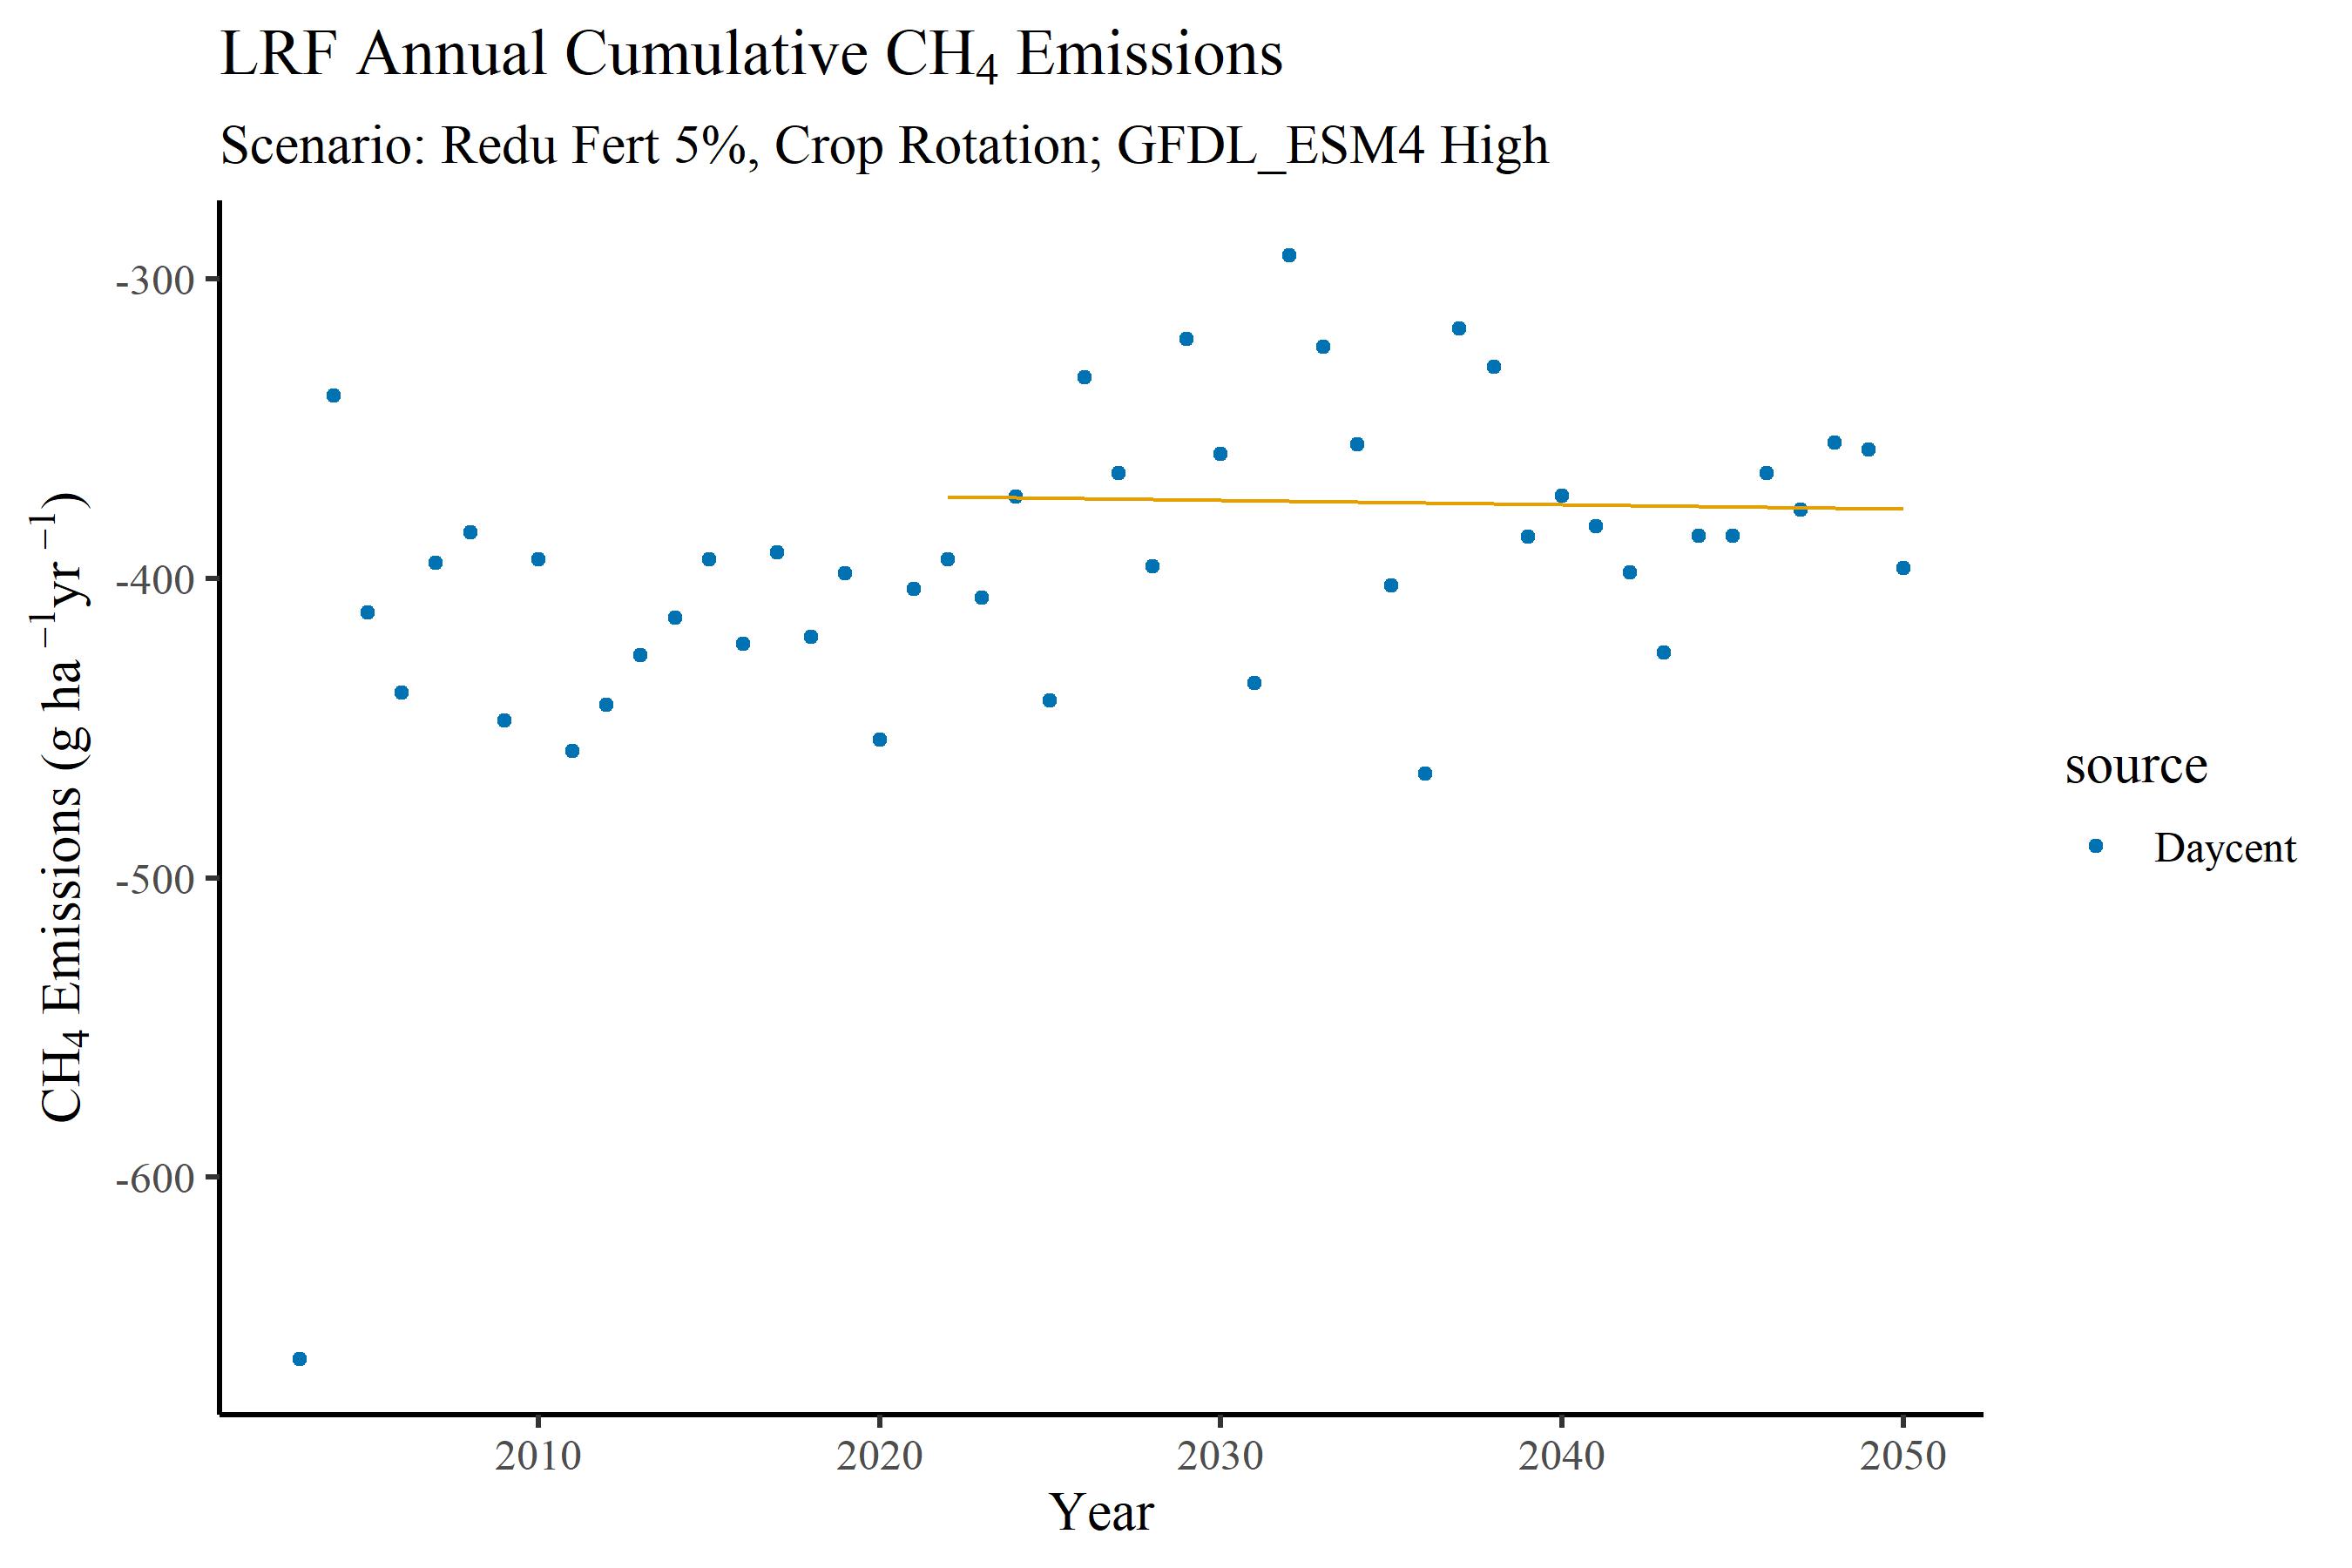 LRF Annual Cumulative CH₄ Emissions
Scenario: Redu Fert 5%, Crop Rotation; GFDL_ESM4 High
CH₄ Emissions (g ha⁻¹yr⁻¹)
-300
-400
-500
-600
2010 2020 2030 2040 2050
Year
source
Daycent